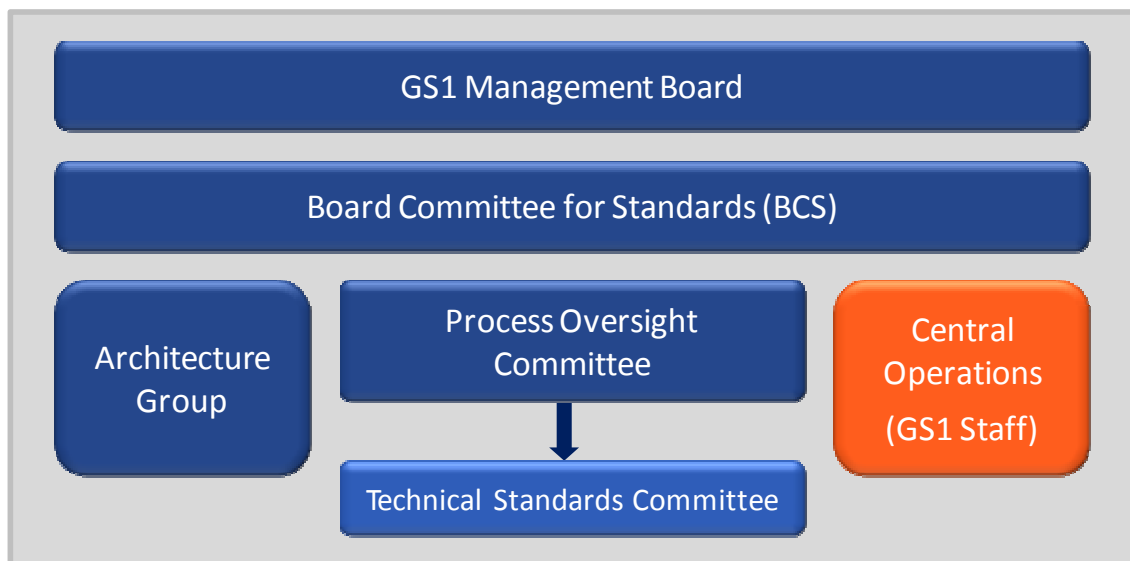 GS1 Management Board
Board Committee for Standards (BCS)
Architecture
Group
Process Oversight
Committee
Central
Operations
(GS1 Staff)
Technical Standards Committee